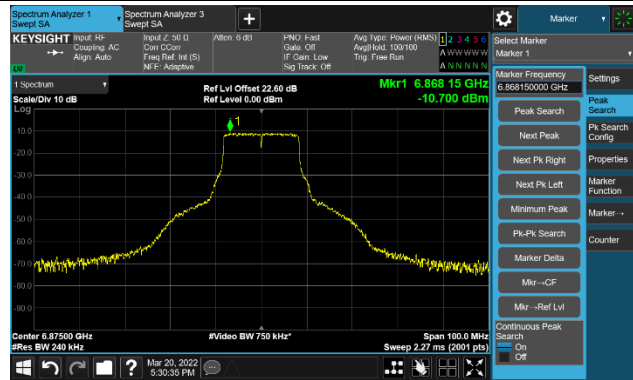 Spectrum Analyzer 1
Swept SA
Spectrum Analyzer 3
Swept SA
Marker
KEYSIGHT
Input: RF
Coupling: AC
Align: Auto
Input Z: 50 Ω
Corr CCorr
Freq Ref: Int (S)
NFE: Adaptive
Atten: 6 dB
PNO: Fast
Gate: Off
IF Gain: Low
Sig Track: Off
Avg Type: Power (RMS)
Avg|Hold: 100/100
Trig: Free Run
1 2 3 4 5 6
A W W W W W
A N N N N N
Select Marker
Marker 1
1 Spectrum
Scale/Div 10 dB
Log
Ref Lvl Offset 22.60 dB
Ref Level 0.00 dBm
Mkr1 6.868 15 GHz
-10.700 dBm
1
-10.0
-20.0
-30.0
-40.0
-50.0
-60.0
-70.0
-80.0
-90.0
Center 6.87500 GHz
#Res BW 240 kHz
#Video BW 750 kHz*
Span 100.0 MHz
Sweep 2.27 ms (2001 pts)
Marker Frequency
6.868150000 GHz
Peak Search
Next Peak
Next Pk Right
Next Pk Left
Minimum Peak
Pk-Pk Search
Marker Delta
Mkr→CF
Mkr→Ref Lvl
Continuous Peak
Search
On
Off
Settings
Peak
Search
Pk Search
Config
Properties
Marker
Function
Marker→
Counter
?
Mar 20, 2022
5:30:35 PM